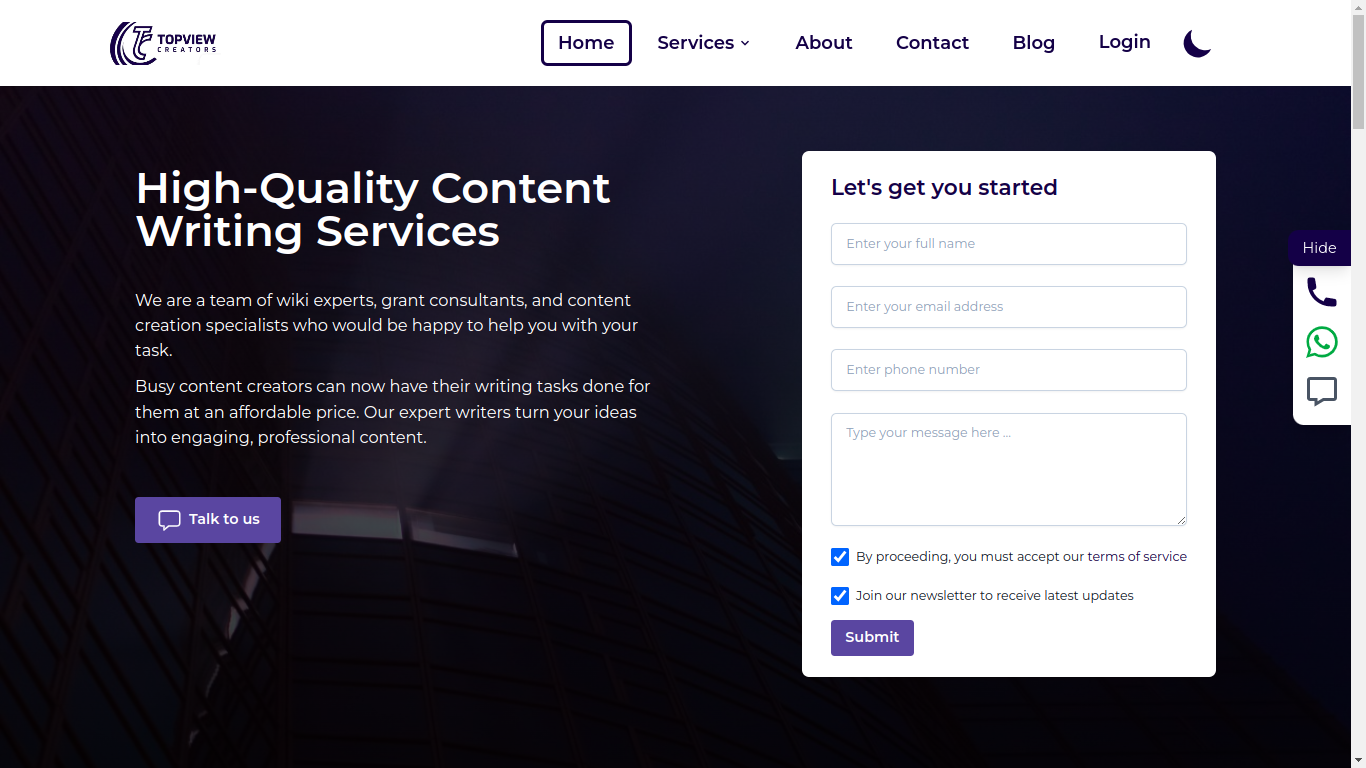 TOPVIEW
CREATORS
Home
Services
About
Contact
Blog
Login
High-Quality Content
Writing Services
We are a team of wiki experts, grant consultants, and content
creation specialists who would be happy to help you with your
task.
Busy content creators can now have their writing tasks done for
them at an affordable price. Our expert writers turn your ideas
into engaging, professional content.
Talk to us
Let's get you started
Enter your full name
Enter your email address
Enter phone number
Type your message here ...
By proceeding, you must accept our terms of service
Join our newsletter to receive latest updates
Submit
Hide